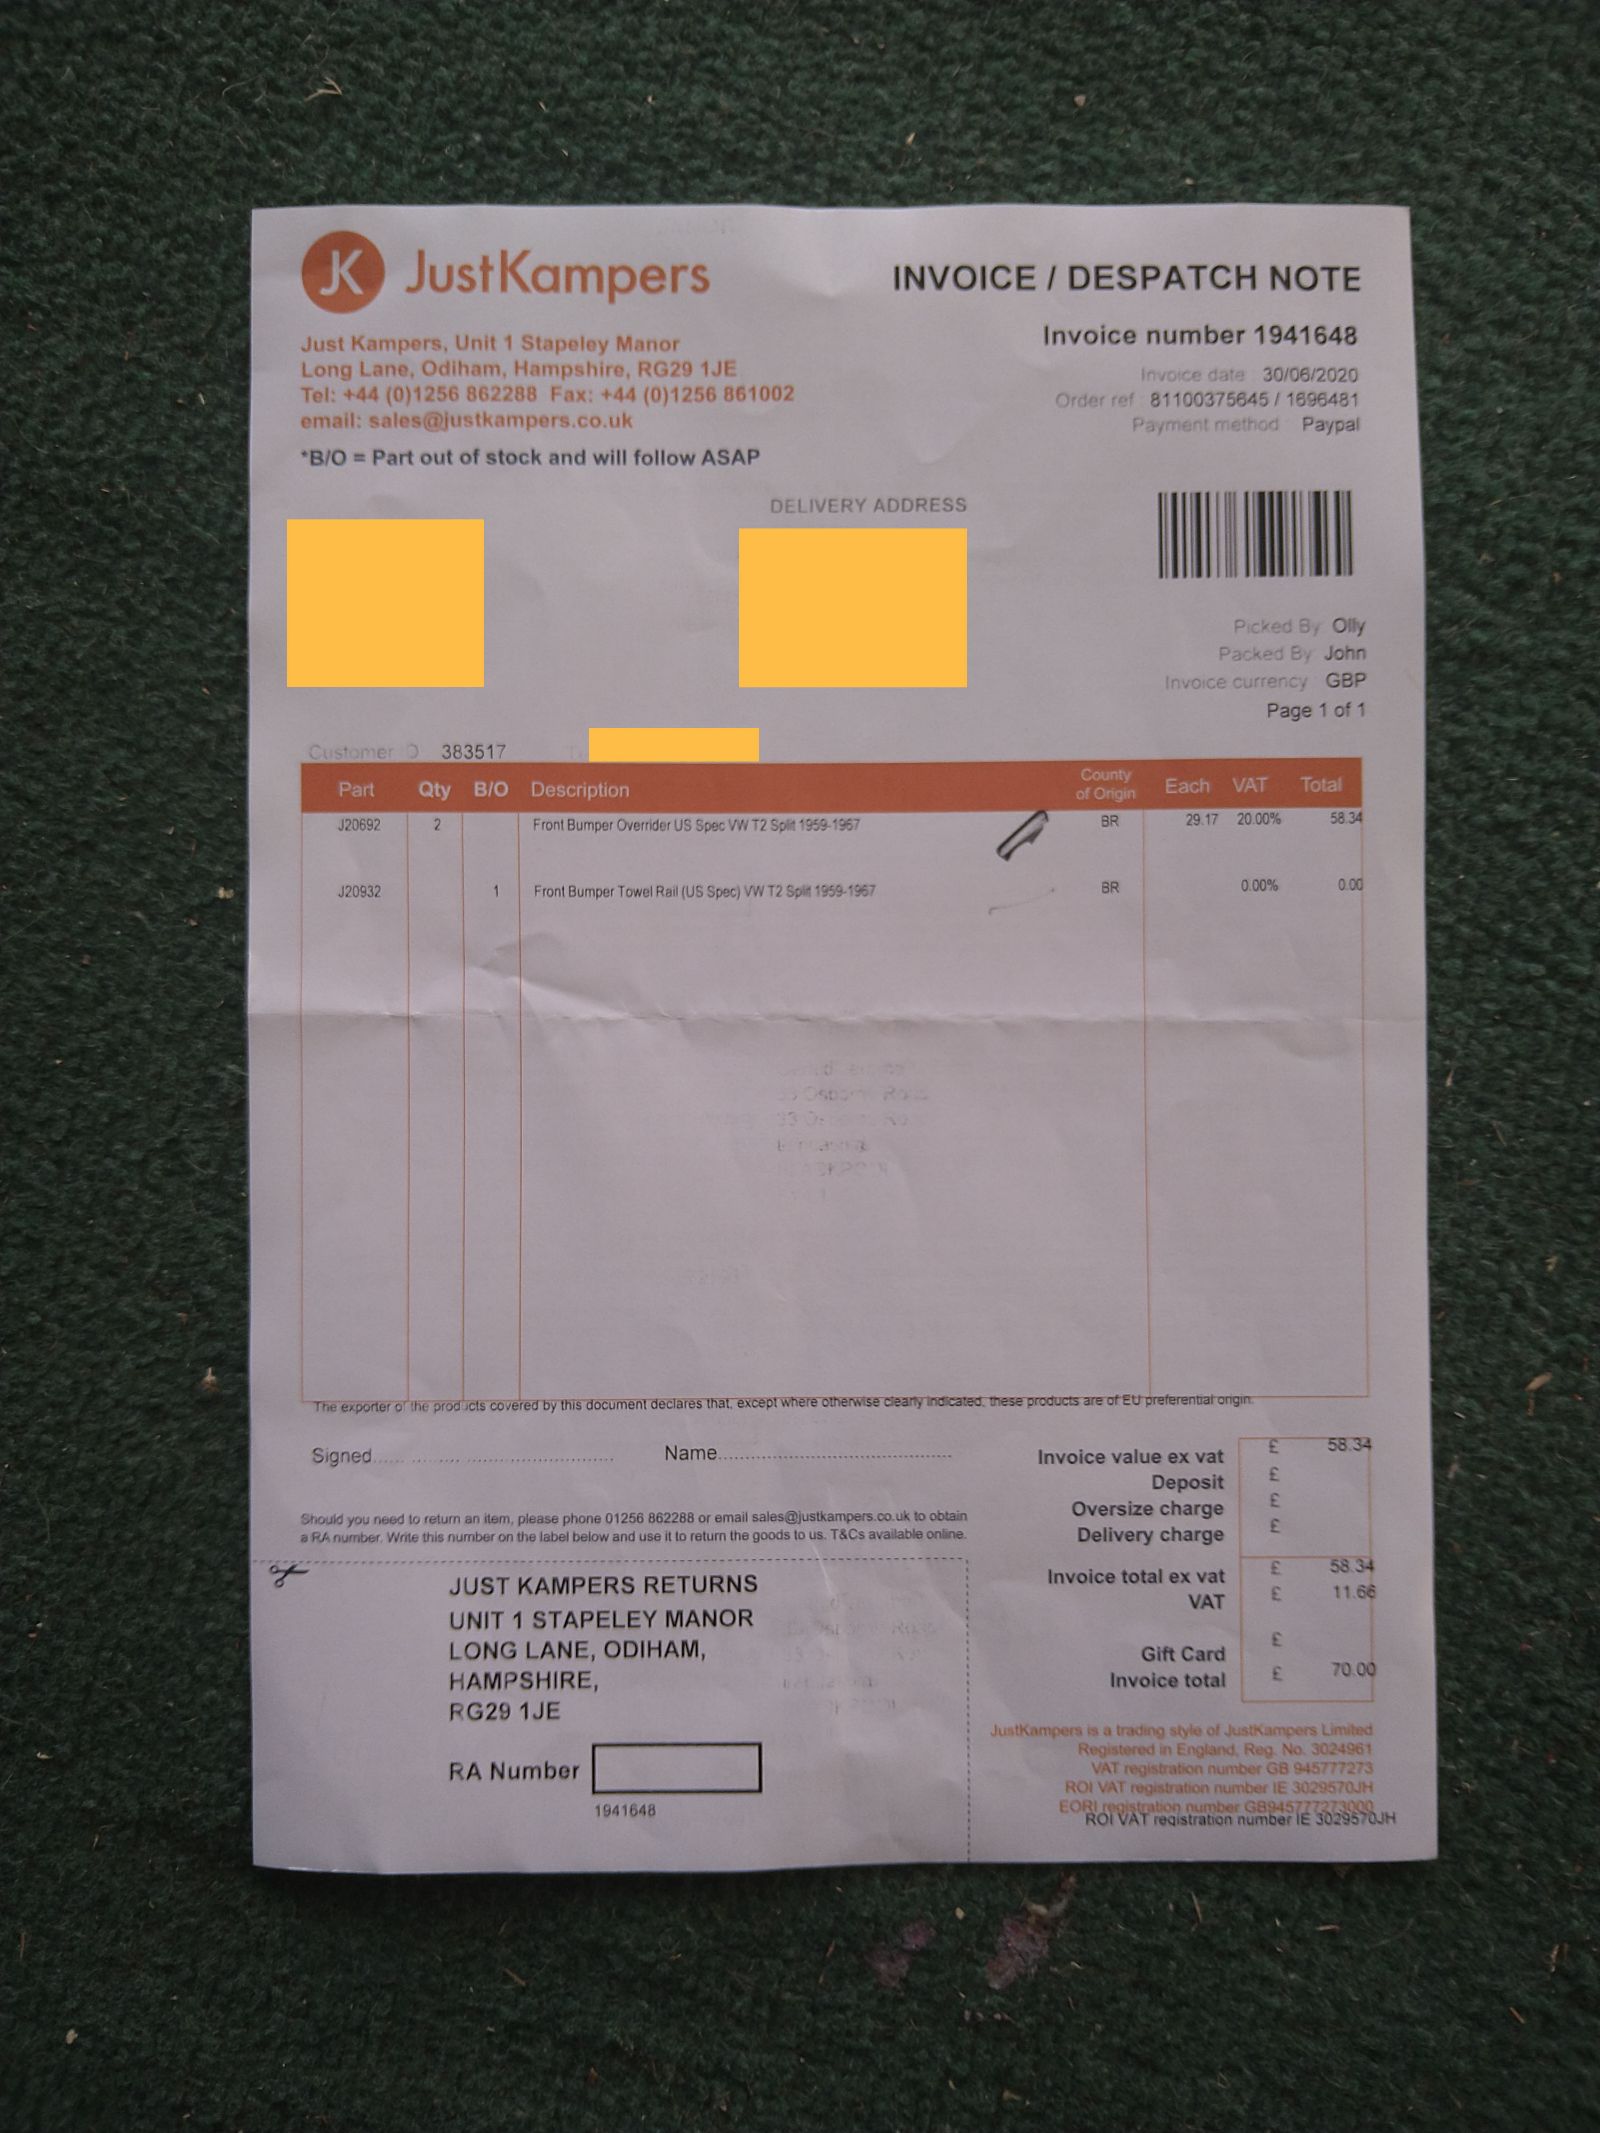 JK JustKampers
INVOICE / DESPATCH NOTE
Just Kampers, Unit 1 Stapeley Manor
Long Lane, Odiham, Hampshire, RG29 1JE
Tel: +44 (0)1256 862288 Fax: +44 (0)1256 861002
email: sales@justkampers.co.uk
*B/O = Part out of stock and will follow ASAP
Invoice number 1941648
Invoice date 30/06/2020
Order ref 81100375645 / 1696481
Payment method Paypal
DELIVERY ADDRESS
Picked By Olly
Packed By John
Invoice currency GBP
Page 1 of 1
Customer ID 383517
Part Qty B/O Description County of Origin Each VAT Total
J20692 2 Front Bumper Overrider US Spec VW T2 Split 1959-1967 BR 29.17 20.00% 58.34
J20932 1 Front Bumper Towel Rail (US Spec) VW T2 Split 1959-1967 BR 0.00% 0.00
The exporter of the products covered by this document declares that, except where otherwise clearly indicated, these products are of EU preferential origin.
Signed
Name
Should you need to return an item, please phone 01256 862288 or email sales@justkampers.co.uk to obtain
a RA number. Write this number on the label below and use it to return the goods to us. T&Cs available online.
Invoice value ex vat £ 58.34
Deposit £
Oversize charge £
Delivery charge £
Invoice total ex vat £ 58.34
VAT £ 11.66
Gift Card £
Invoice total £ 70.00
JUST KAMPERS RETURNS
UNIT 1 STAPELEY MANOR
LONG LANE, ODIHAM,
HAMPSHIRE,
RG29 1JE
RA Number
1941648
JustKampers is a trading style of JustKampers Limited
Registered in England, Reg. No. 3024961
VAT registration number GB 945777273
ROI VAT registration number IE 3029570JH
EORI registration number GB945777273000
ROI VAT registration number IE 3029570JH